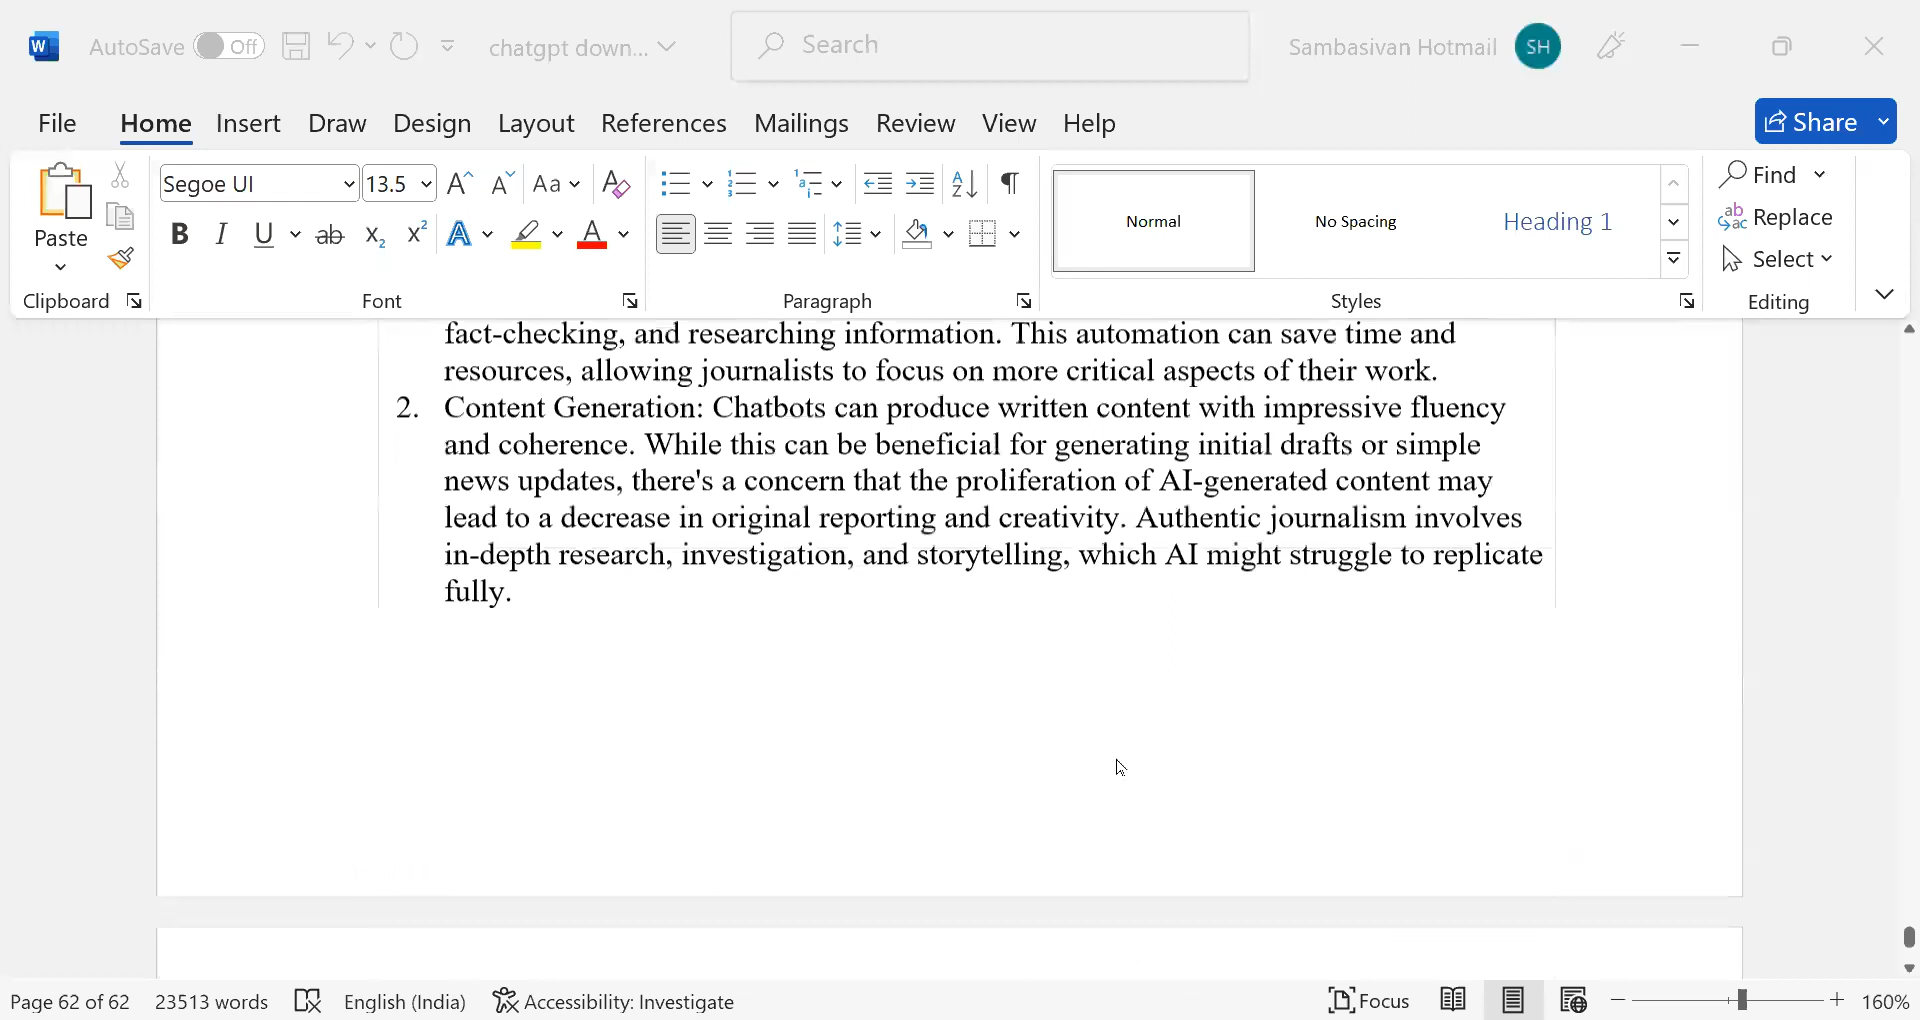 W AutoSave Off chatgpt down... Search Sambasivan Hotmail SH
File Home Insert Draw Design Layout References Mailings Review View Help Share
Paste Segoe UI 13.5 Aa Normal No Spacing Heading 1 Find
Replace
Select
Clipboard Font Paragraph Styles Editing
fact-checking, and researching information. This automation can save time and
resources, allowing journalists to focus on more critical aspects of their work.
2. Content Generation: Chatbots can produce written content with impressive fluency
and coherence. While this can be beneficial for generating initial drafts or simple
news updates, there's a concern that the proliferation of AI-generated content may
lead to a decrease in original reporting and creativity. Authentic journalism involves
in-depth research, investigation, and storytelling, which AI might struggle to replicate
fully.
Page 62 of 62 23513 words English (India) Accessibility: Investigate Focus 160%